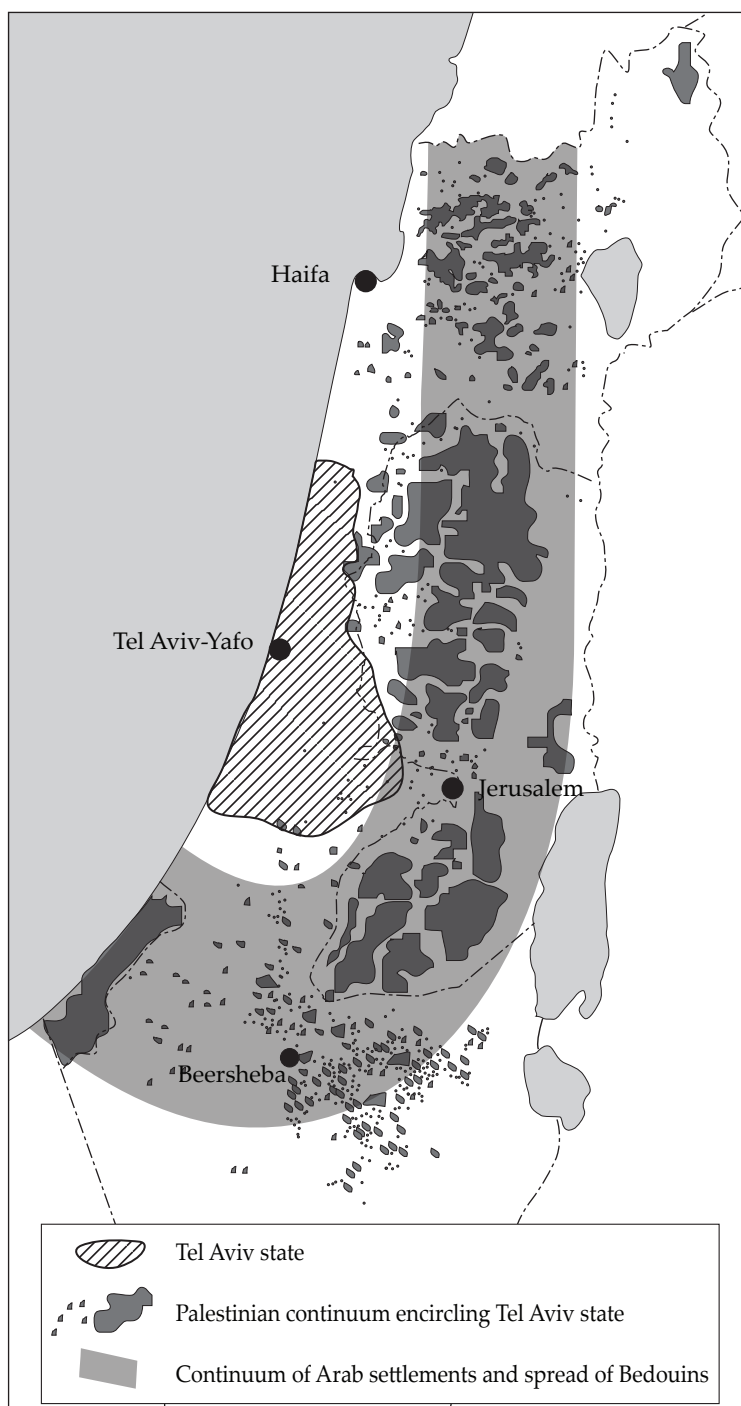 Haifa
Tel Aviv-Yafo
Jerusalem
Beersheba
Tel Aviv state
Palestinian continuum encircling Tel Aviv state
Continuum of Arab settlements and spread of Bedouins